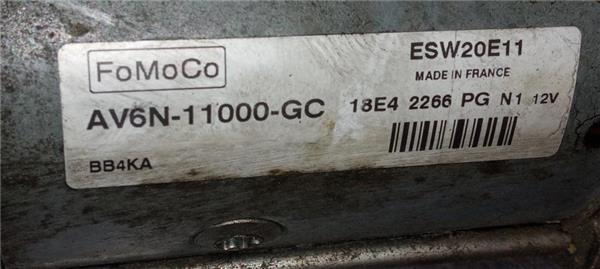 FoMoCo
ESW20E11
MADE IN FRANCE
AV6N-11000-GC
18E4 2266 PG N1 12V
BB4KA